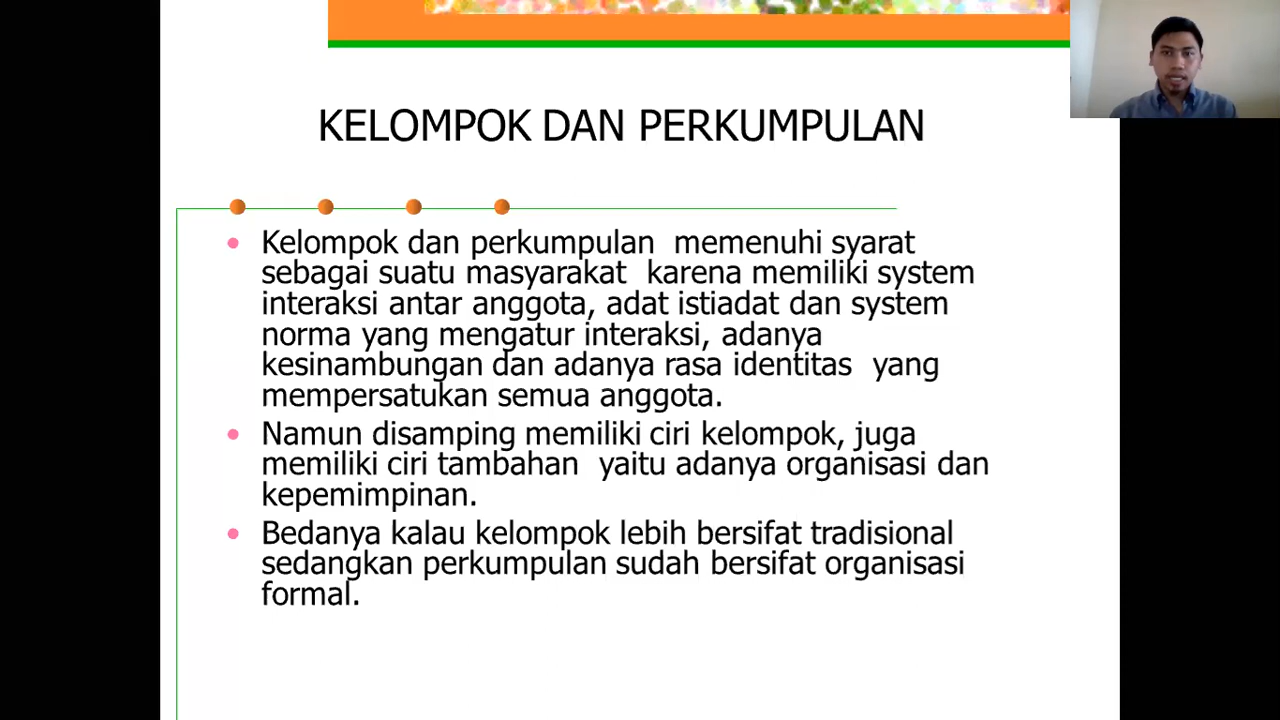 KELOMPOK DAN PERKUMPULAN
Kelompok dan perkumpulan memenuhi syarat
sebagai suatu masyarakat karena memiliki system
interaksi antar anggota, adat istiadat dan system
norma yang mengatur interaksi, adanya
kesinambungan dan adanya rasa identitas yang
mempersatukan semua anggota.
Namun disamping memiliki ciri kelompok, juga
memiliki ciri tambahan yaitu adanya organisasi dan
kepemimpinan.
Bedanya kalau kelompok lebih bersifat tradisional
sedangkan perkumpulan sudah bersifat organisasi
formal.